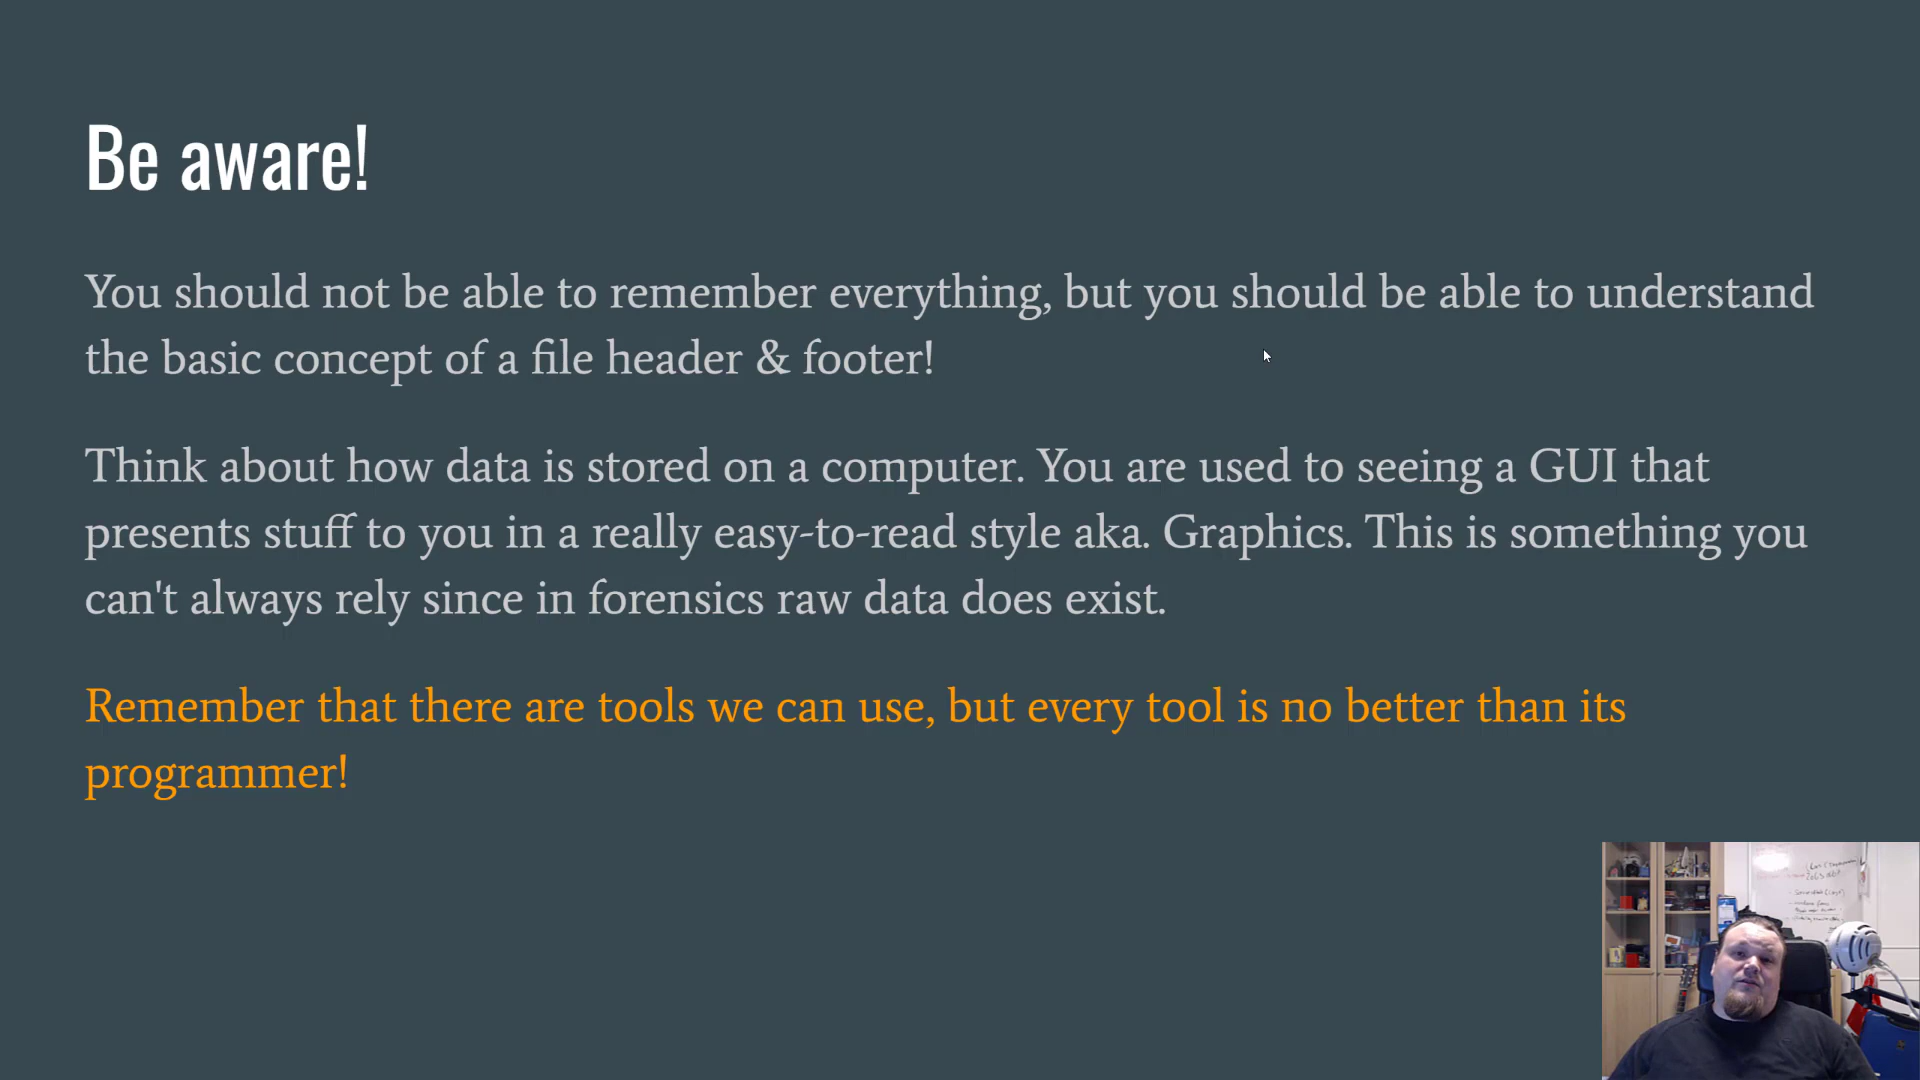 Be aware!
You should not be able to remember everything, but you should be able to understand
the basic concept of a file header & footer!
Think about how data is stored on a computer. You are used to seeing a GUI that
presents stuff to you in a really easy-to-read style aka. Graphics. This is something you
can't always rely since in forensics raw data does exist.
Remember that there are tools we can use, but every tool is no better than its
programmer!